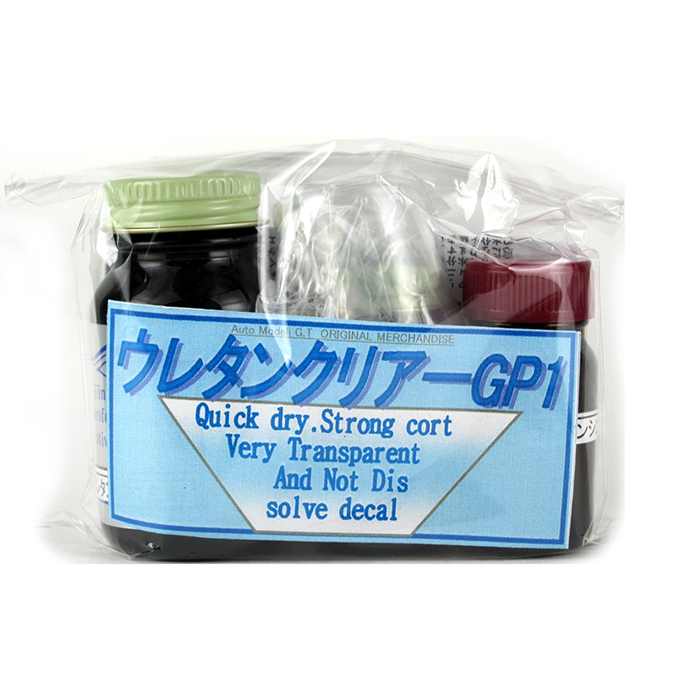 Auto Modeli G.T ORIGINAL MERCHANDISE
ウレタンクリアーGP1
Quick dry.Strong cort
Very Transparent
And Not Dis
solve decal